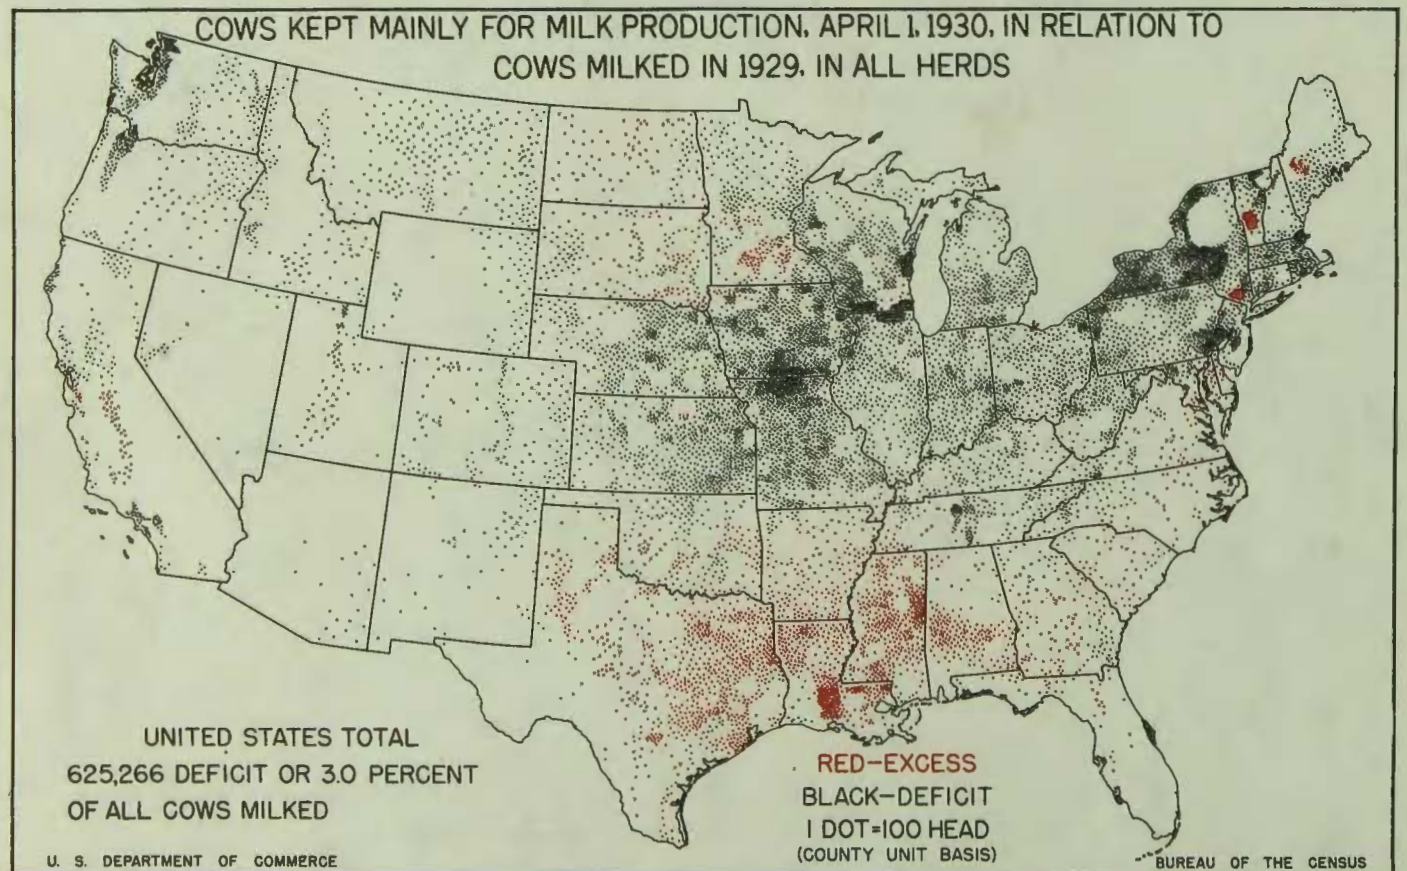 COWS KEPT MAINLY FOR MILK PRODUCTION, APRIL 1, 1930, IN RELATION TO
COWS MILKED IN 1929, IN ALL HERDS
UNITED STATES TOTAL
625,266 DEFICIT OR 3.0 PERCENT
OF ALL COWS MILKED
RED-EXCESS
BLACK-DEFICIT
1 DOT=100 HEAD
(COUNTY UNIT BASIS)
U. S. DEPARTMENT OF COMMERCE
BUREAU OF THE CENSUS